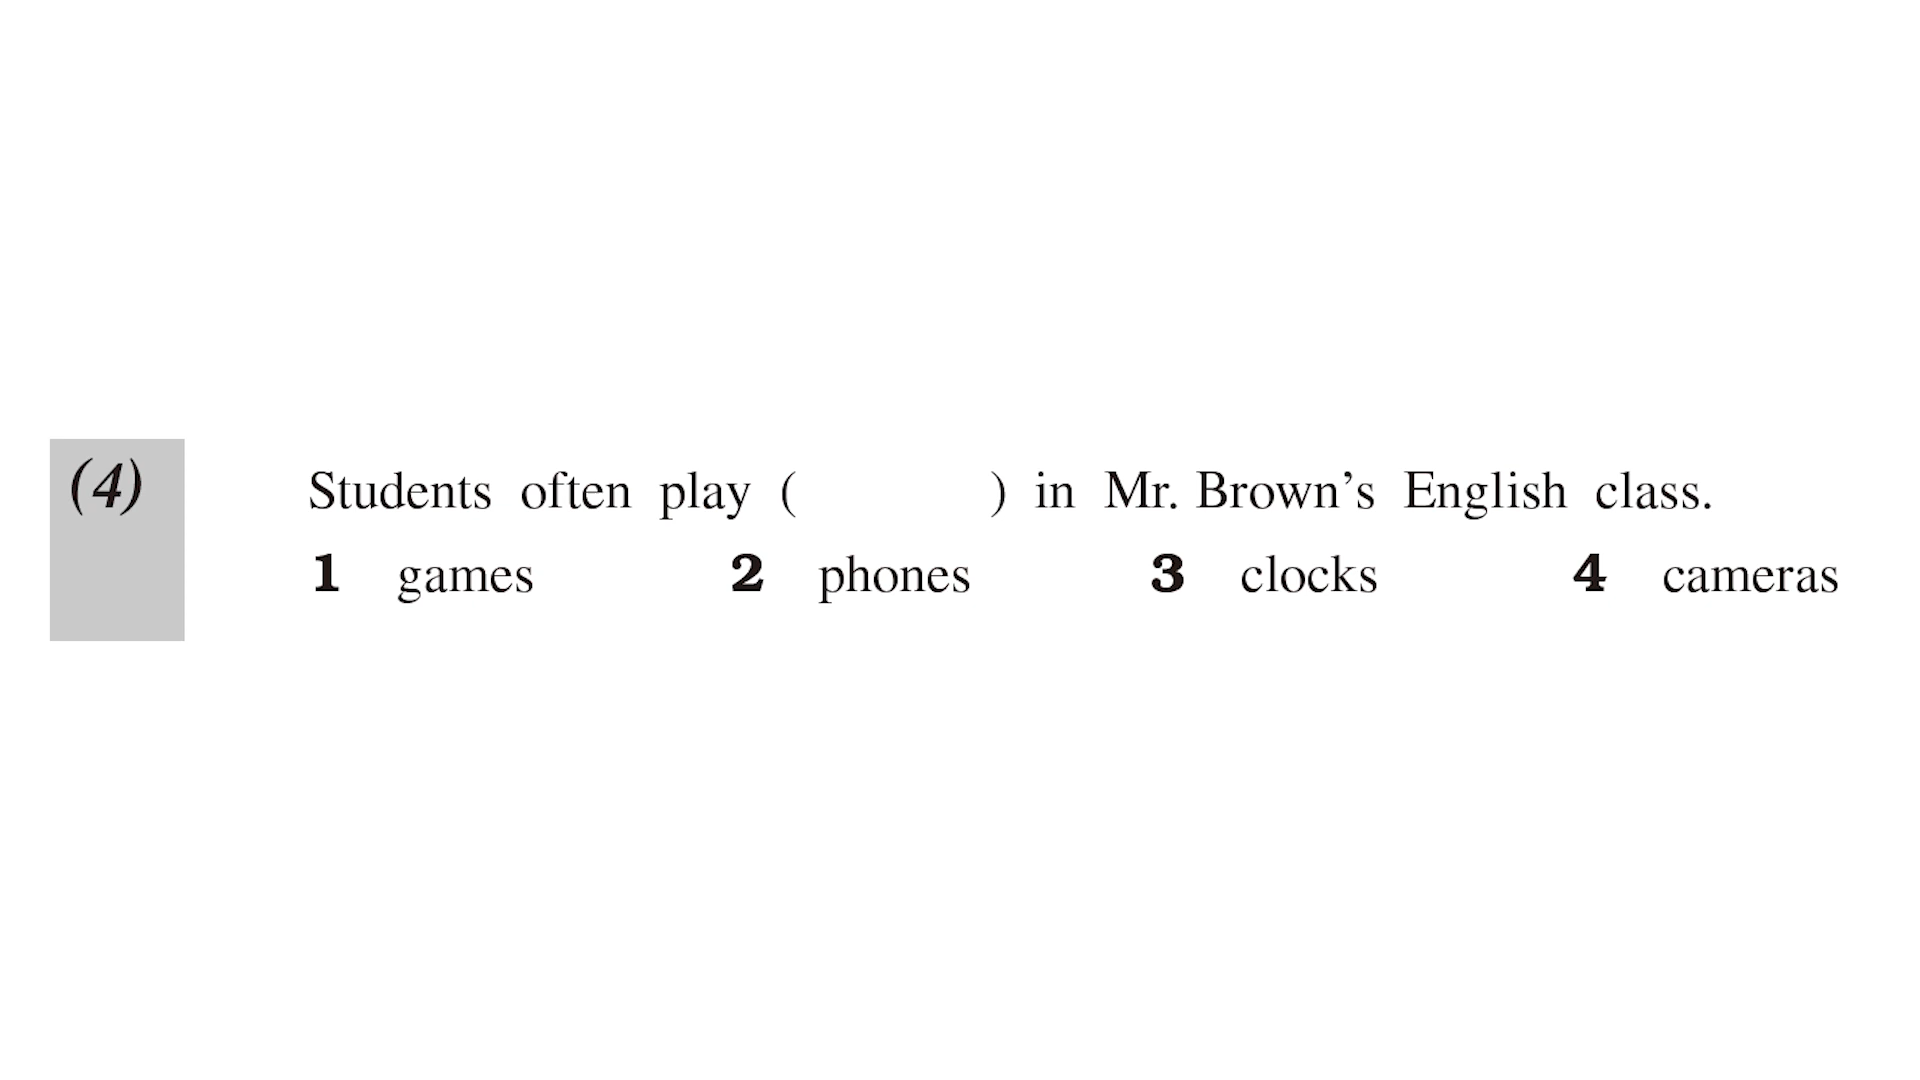 (4) Students often play ( ) in Mr. Brown’s English class.
1 games 2 phones 3 clocks 4 cameras